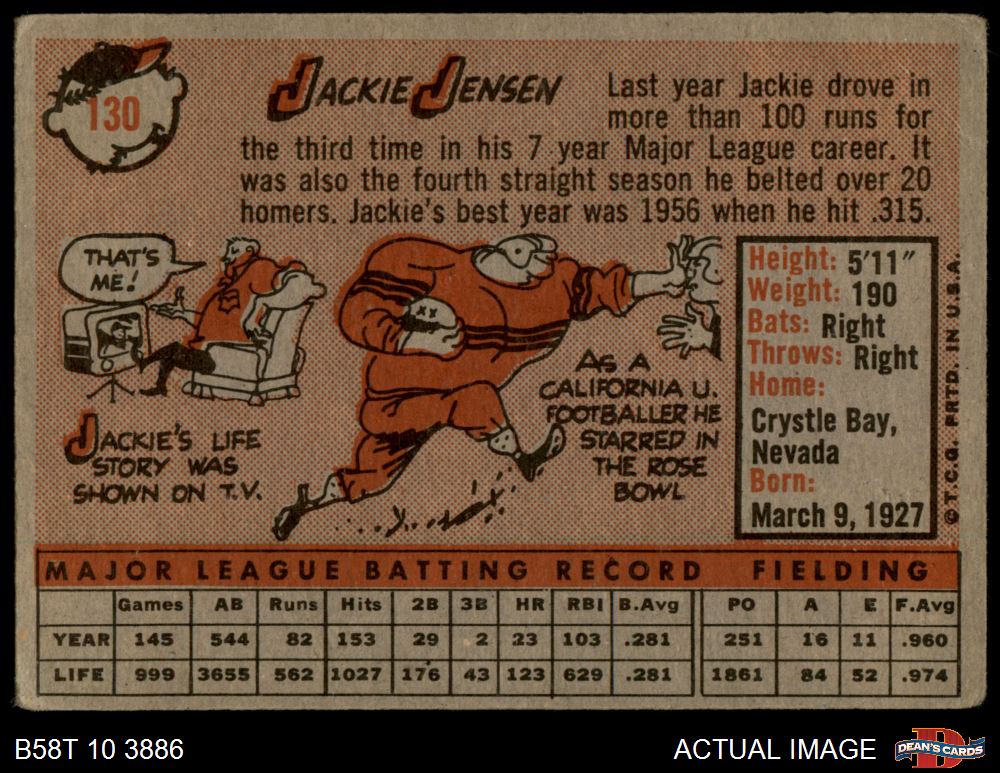 130
JACKIE JENSEN
Last year Jackie drove in
more than 100 runs for
the third time in his 7 year Major League career. It
was also the fourth straight season he belted over 20
homers. Jackie's best year was 1956 when he hit .315.
THAT'S
ME!
JACKIE'S LIFE
STORY WAS
SHOWN ON T.V.
XX
AS A
CALIFORNIA U.
FOOTBALLER HE
STARRED IN
THE ROSE
BOWL
Height: 5'11"
Weight: 190
Bats: Right
Throws: Right
Home:
Crystle Bay,
Nevada
Born:
March 9, 1927
© T.C.G. PRTD. IN U.S.A.
MAJOR LEAGUE BATTING RECORD FIELDING
Games AB Runs Hits 2B 3B HR RBI B.Avg PO A E F.Avg
YEAR 145 544 82 153 29 2 23 103 .281 251 16 11 .960
LIFE 999 3655 562 1027 176 43 123 629 .281 1861 84 52 .974
B58T 10 3886
ACTUAL IMAGE
DEAN'S CARDS